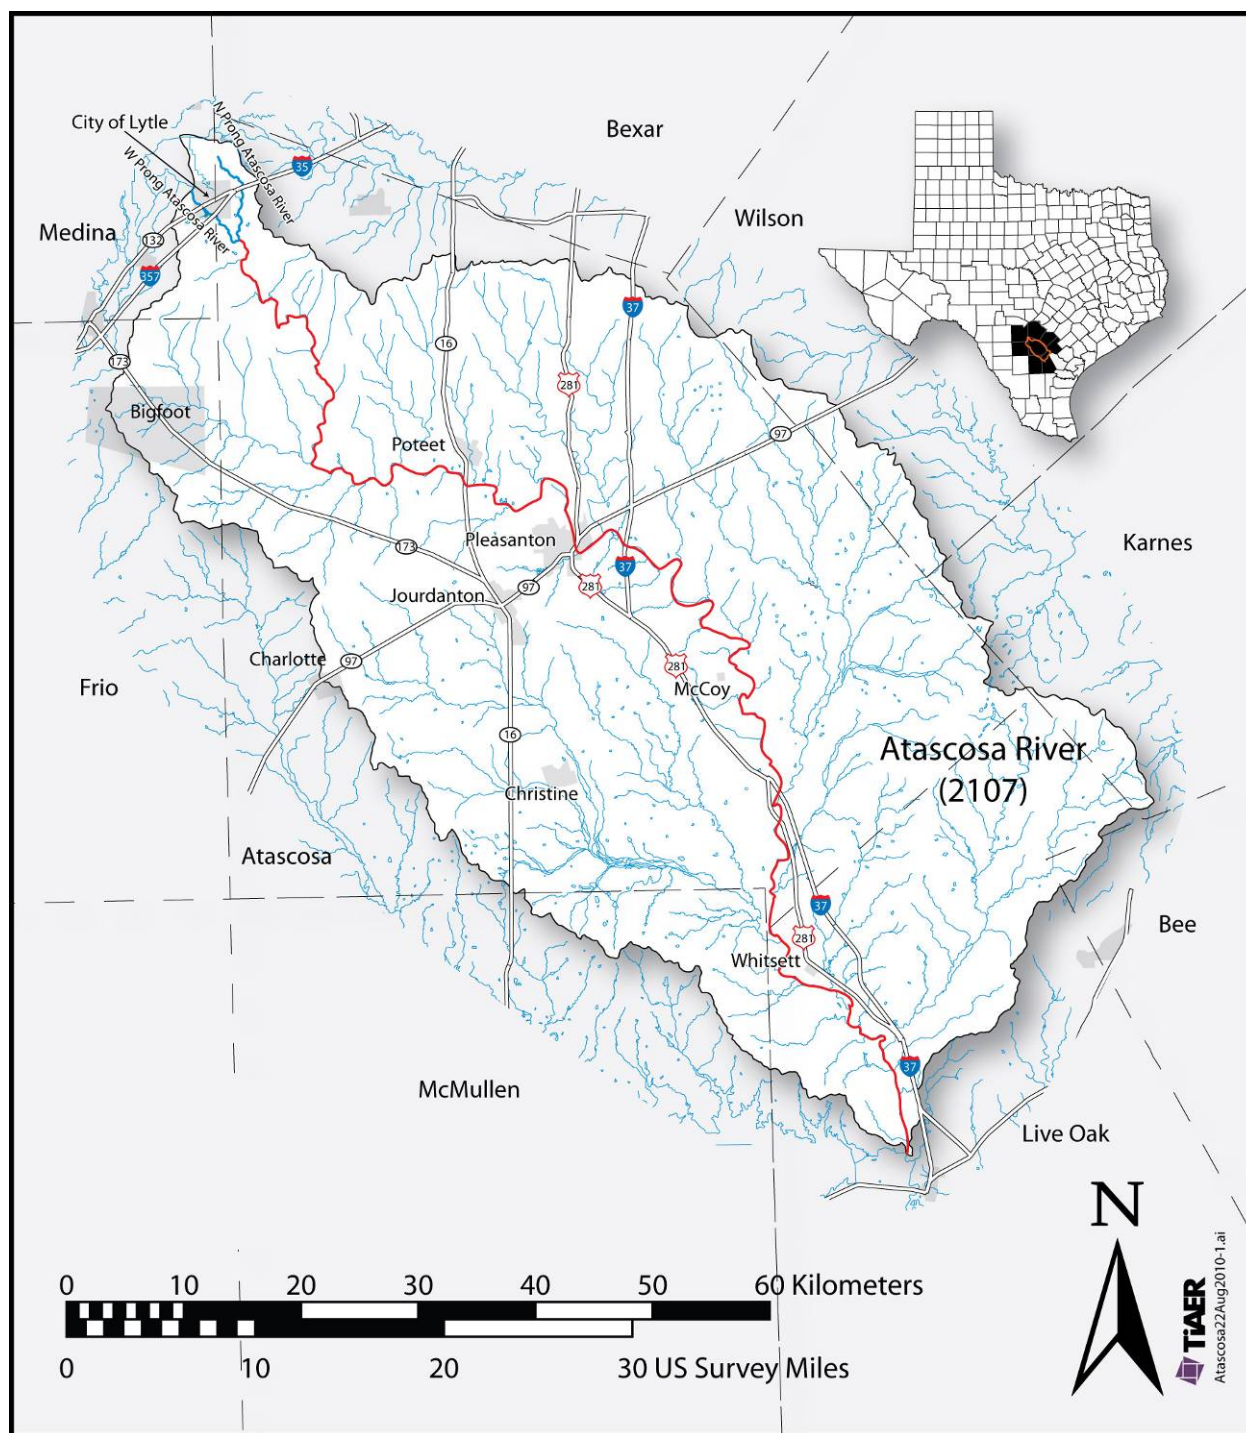 Bexar
City of Lytle
N Prong Atascosa River
W Prong Atascosa River
35
Medina
Wilson
132
357
37
173
16
281
Bigfoot
Poteet
97
Pleasanton
173
37
Karnes
281
97
Jourdanton
Charlotte
97
281
McCoy
Frio
16
Atascosa River
(2107)
Christine
Atascosa
37
Bee
281
Whitsett
37
McMullen
Live Oak
N
0 10 20 30 40 50 60 Kilometers
0 10 20 30 US Survey Miles
TIAER
Atascosa22Aug2010-1.ai